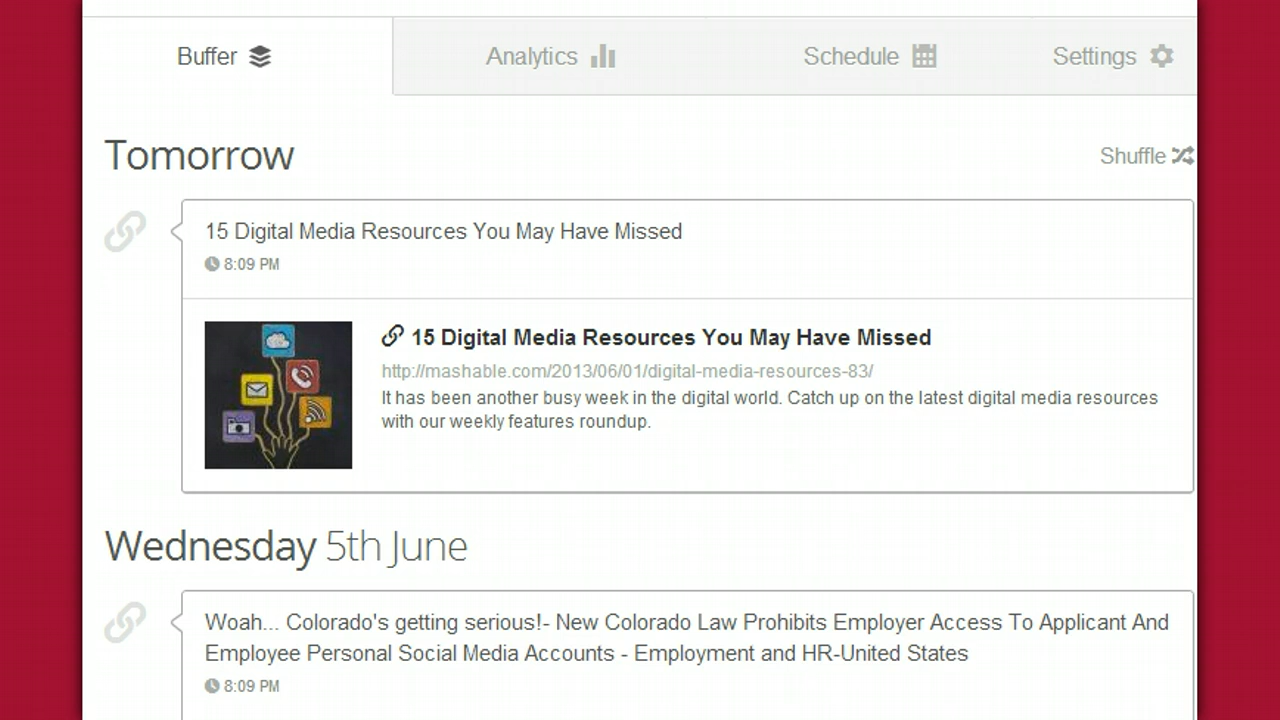 Buffer
Analytics
Schedule
Settings
Tomorrow
Shuffle
15 Digital Media Resources You May Have Missed
8:09 PM
15 Digital Media Resources You May Have Missed
http://mashable.com/2013/06/01/digital-media-resources-83/
It has been another busy week in the digital world. Catch up on the latest digital media resources
with our weekly features roundup.
Wednesday 5th June
Woah... Colorado's getting serious!- New Colorado Law Prohibits Employer Access To Applicant And
Employee Personal Social Media Accounts - Employment and HR-United States
8:09 PM